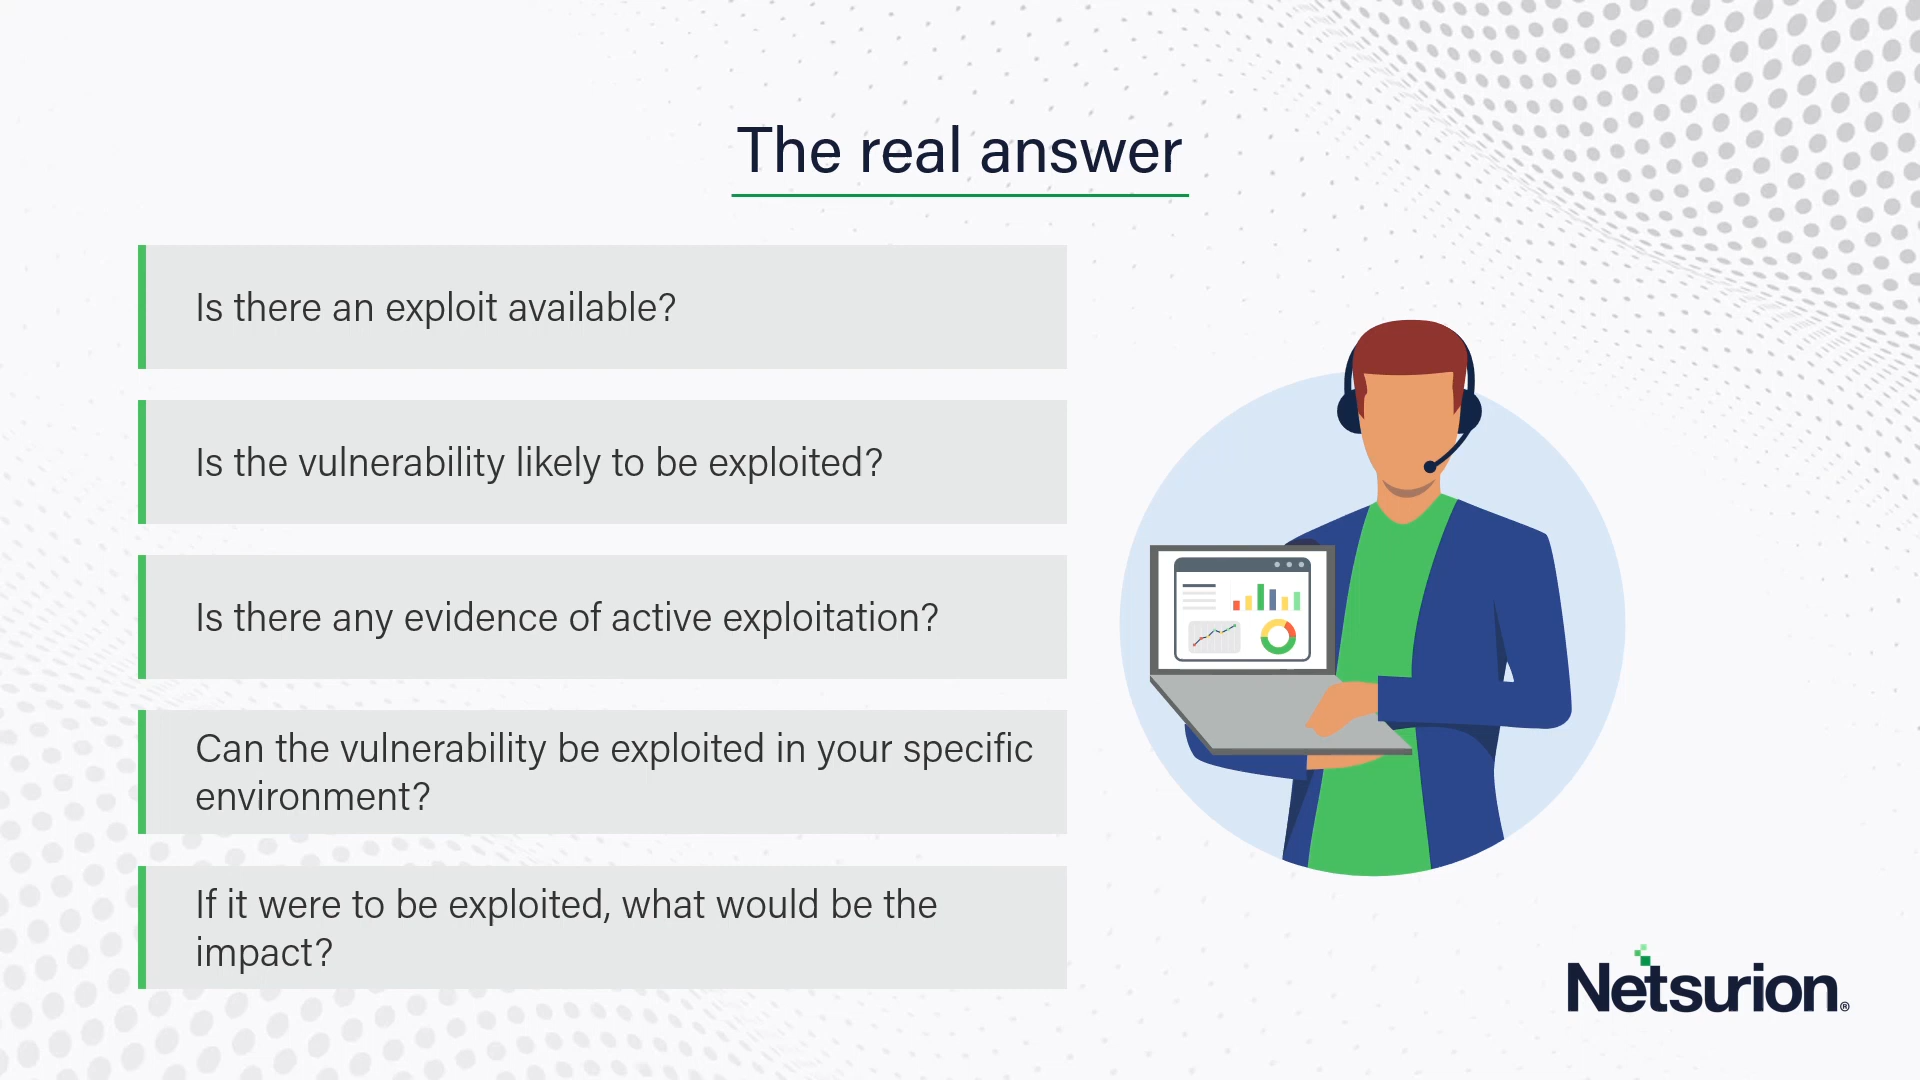 The real answer
Is there an exploit available?
Is the vulnerability likely to be exploited?
Is there any evidence of active exploitation?
Can the vulnerability be exploited in your specific
environment?
If it were to be exploited, what would be the
impact?
Netsurion®